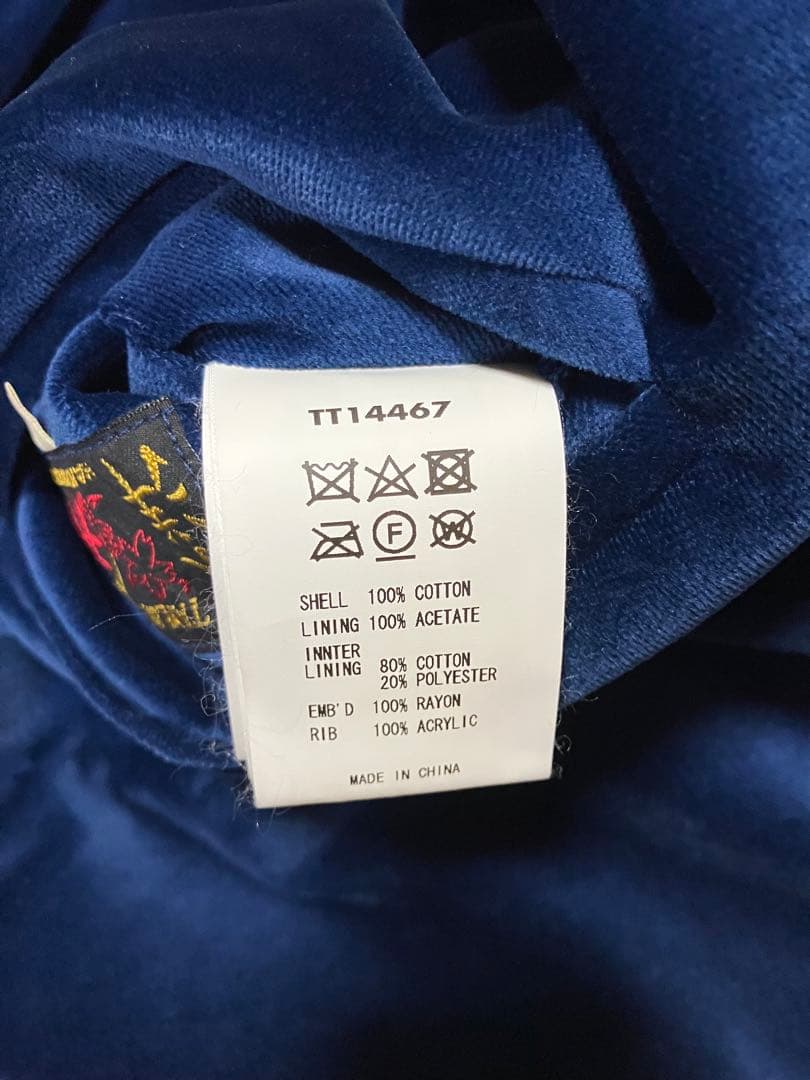 TT14467
F W
SHELL 100% COTTON
LINING 100% ACETATE
INNTER
LINING 80% COTTON
20% POLYESTER
EMB'D 100% RAYON
RIB 100% ACRYLIC
MADE IN CHINA